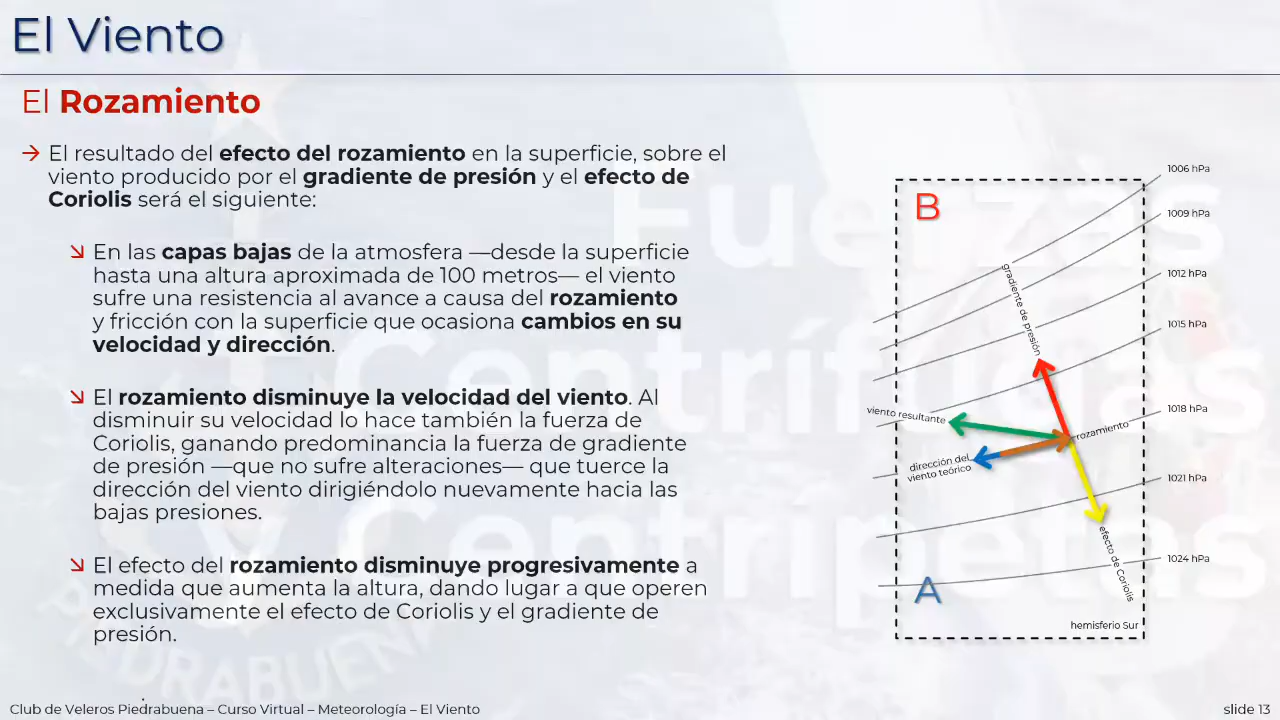 El Viento
El Rozamiento
→ El resultado del efecto del rozamiento en la superficie, sobre el
viento producido por el gradiente de presión y el efecto de
Coriolis será el siguiente:
↘ En las capas bajas de la atmosfera —desde la superficie
hasta una altura aproximada de 100 metros— el viento
sufre una resistencia al avance a causa del rozamiento
y fricción con la superficie que ocasiona cambios en su
velocidad y dirección.
↘ El rozamiento disminuye la velocidad del viento. Al
disminuir su velocidad lo hace también la fuerza de
Coriolis, ganando predominancia la fuerza de gradiente
de presión —que no sufre alteraciones— que tuerce la
dirección del viento dirigiéndolo nuevamente hacia las
bajas presiones.
↘ El efecto del rozamiento disminuye progresivamente a
medida que aumenta la altura, dando lugar a que operen
exclusivamente el efecto de Coriolis y el gradiente de
presión.
1006 hPa
B
1009 hPa
1012 hPa
gradiente de presión
1015 hPa
1018 hPa
viento resultante
rozamiento
dirección del
viento teórico
1021 hPa
efecto de Coriolis
1024 hPa
A
hemisferio Sur
Fuerzas
Centrífugas
y Centrípetas
PIEDRABUENA
Club de Veleros Piedrabuena – Curso Virtual – Meteorología – El Viento
slide 13